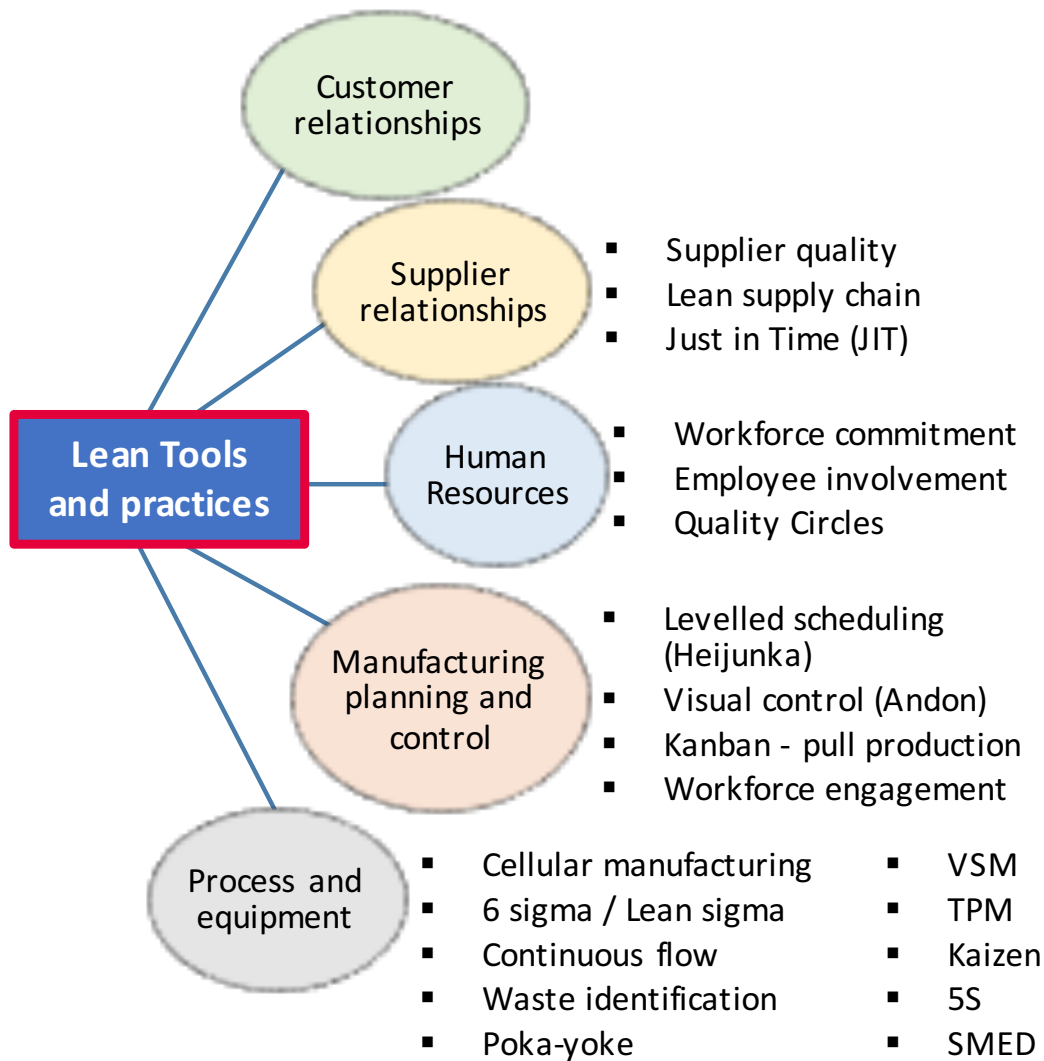 Customer
relationships
Supplier
relationships
▪ Supplier quality
▪ Lean supply chain
▪ Just in Time (JIT)
Lean Tools
and practices
Human
Resources
▪ Workforce commitment
▪ Employee involvement
▪ Quality Circles
Manufacturing
planning and
control
▪ Levelled scheduling
(Heijunka)
▪ Visual control (Andon)
▪ Kanban - pull production
▪ Workforce engagement
Process and
equipment
▪ Cellular manufacturing
▪ 6 sigma / Lean sigma
▪ Continuous flow
▪ Waste identification
▪ Poka-yoke
▪ VSM
▪ TPM
▪ Kaizen
▪ 5S
▪ SMED